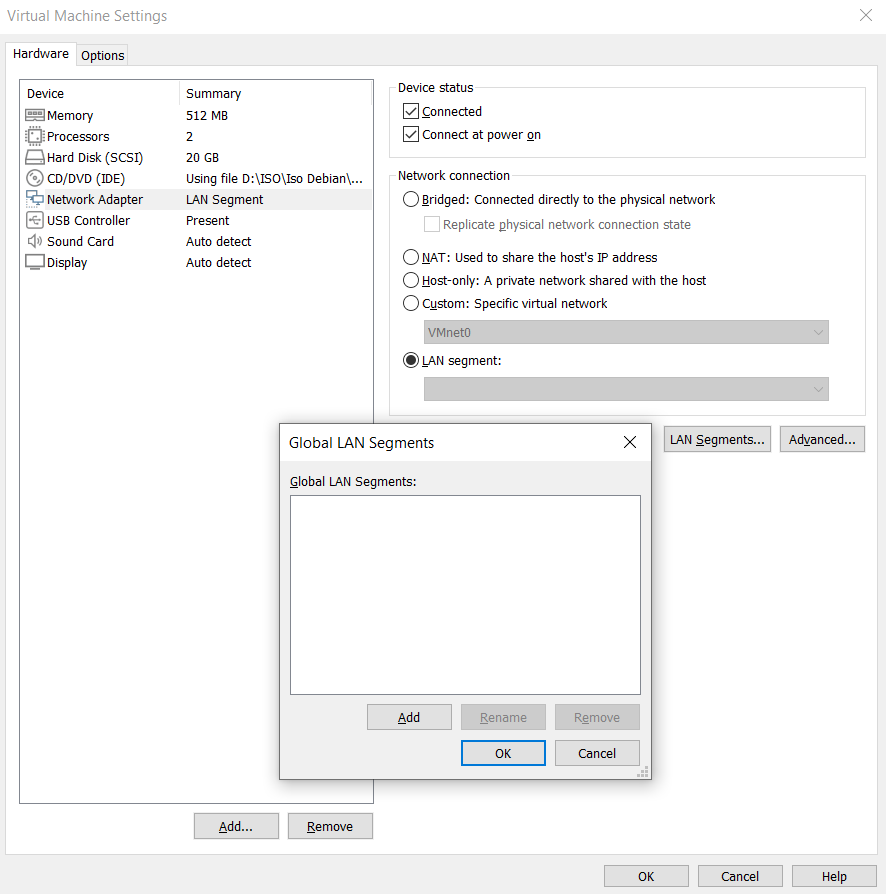 Virtual Machine Settings
Hardware
Options
Device Summary
Memory 512 MB
Processors 2
Hard Disk (SCSI) 20 GB
CD/DVD (IDE) Using file D:\ISO\Iso Debian\...
Network Adapter LAN Segment
USB Controller Present
Sound Card Auto detect
Display Auto detect
Add...
Remove
Device status
Connected
Connect at power on
Network connection
Bridged: Connected directly to the physical network
Replicate physical network connection state
NAT: Used to share the host's IP address
Host-only: A private network shared with the host
Custom: Specific virtual network
VMnet0
LAN segment:
LAN Segments...
Advanced...
Global LAN Segments
Global LAN Segments:
Add
Rename
Remove
OK
Cancel
OK
Cancel
Help